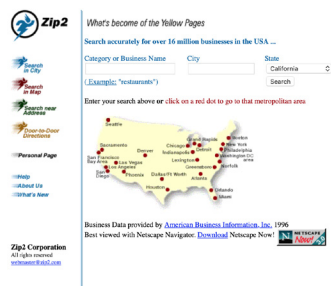 Zip2
What's become of the Yellow Pages
Search accurately for over 16 million businesses in the USA ...
Category or Business Name City State
California
( Example: "restaurants") Search
Enter your search above or click on a red dot to go to that metropolitan area
Search
in City
Search
in Map
Search near
Address
Door-to-Door
Directions
Personal Page
Help
About Us
What's New
Seattle
Sacramento
San Francisco
Bay Area
Los Angeles
San
Diego
Phoenix
Denver
Dallas/Ft Worth
Houston
Chicago
Grand Rapids
Detroit
Indianapolis
Lexington
Greensboro
Atlanta
Boston
New York
Philadelphia
Washington DC
area
Norfolk
Orlando
Miami
Business Data provided by American Business Information, Inc. 1996
Best viewed with Netscape Navigator. Download Netscape Now!
NETSCAPE
Now!
Zip2 Corporation
All rights reserved
webmaster@zip2.com